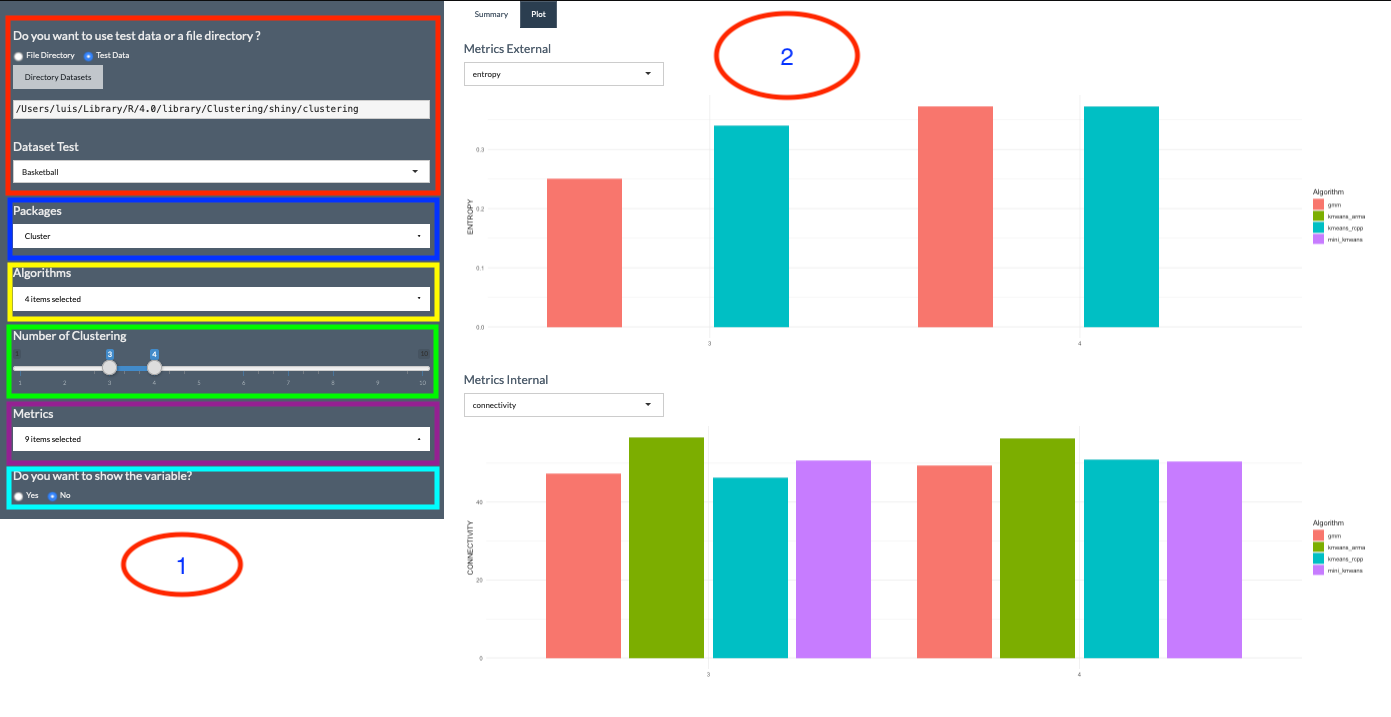 Do you want to use test data or a file directory ?
File Directory Test Data
Directory Datasets
/Users/luis/Library/R/4.0/library/Clustering/shiny/clustering
Dataset Test
Basketball
Packages
Cluster
Algorithms
4 items selected
Number of Clustering
1 3 4 10
1 2 3 4 5 6 7 8 9 10
Metrics
9 items selected
Do you want to show the variable?
Yes No
1
Summary Plot
2
Metrics External
entropy
ENTROPY
0.3
0.2
0.1
0.0
3 4
Algorithm
gmm
kmeans_arma
kmeans_rcpp
mini_kmeans
Metrics Internal
connectivity
CONNECTIVITY
40
20
0
3 4
Algorithm
gmm
kmeans_arma
kmeans_rcpp
mini_kmeans